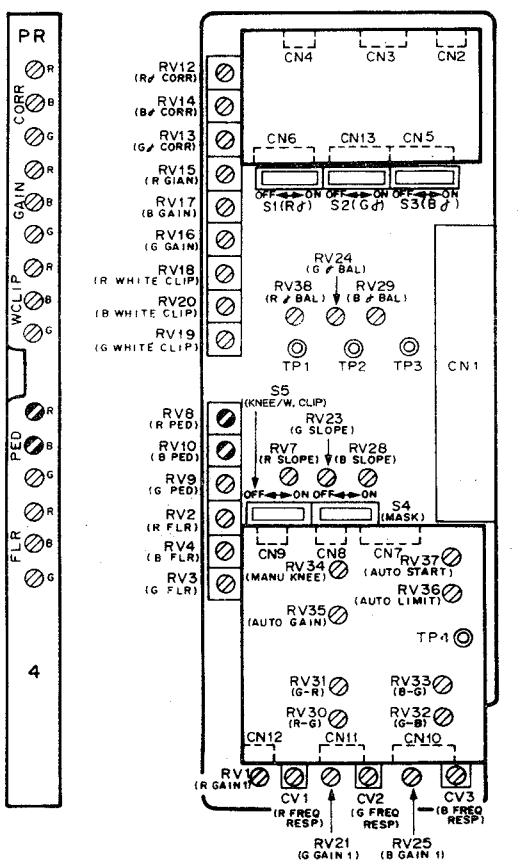 PR
R
CORR
B
G
R
GAIN
B
G
R
W.CLIP
B
G
R
PED
B
G
R
FLR
B
G
4
RV12
(R𝛾 CORR)
RV14
(B𝛾 CORR)
RV13
(G𝛾 CORR)
RV15
(R GIAN)
RV17
(B GAIN)
RV16
(G GAIN)
RV18
(R WHITE CLIP)
RV20
(B WHITE CLIP)
RV19
(G WHITE CLIP)
RV8
(R PED)
RV10
(B PED)
RV9
(G PED)
RV2
(R FLR)
RV4
(B FLR)
RV3
(G FLR)
CN4 CN3 CN2
CN6 CN13 CN5
OFF ON OFF ON OFF ON
S1(R𝛾) S2(G𝛾) S3(B𝛾)
RV24
(G 𝛾 BAL)
RV38 RV29
(R 𝛾 BAL) (B 𝛾 BAL)
TP1 TP2 TP3 CN1
S5
(KNEE/W. CLIP)
RV23
(G SLOPE)
RV7 RV28
(R SLOPE) (B SLOPE)
OFF ON OFF ON
S4
(MASK)
CN9 CN8 CN7
RV34
(MANU KNEE)
RV37
(AUTO START)
RV36
(AUTO LIMIT)
RV35
(AUTO GAIN)
TP4
RV31 RV33
(G-R) (B-G)
RV30 RV32
(R-G) (G-B)
CN12 CN11 CN10
RV1
(R GAIN1)
CV1 CV2 CV3
(R FREQ RESP) (G FREQ RESP) (B FREQ RESP)
RV21 RV25
(G GAIN 1) (B GAIN 1)